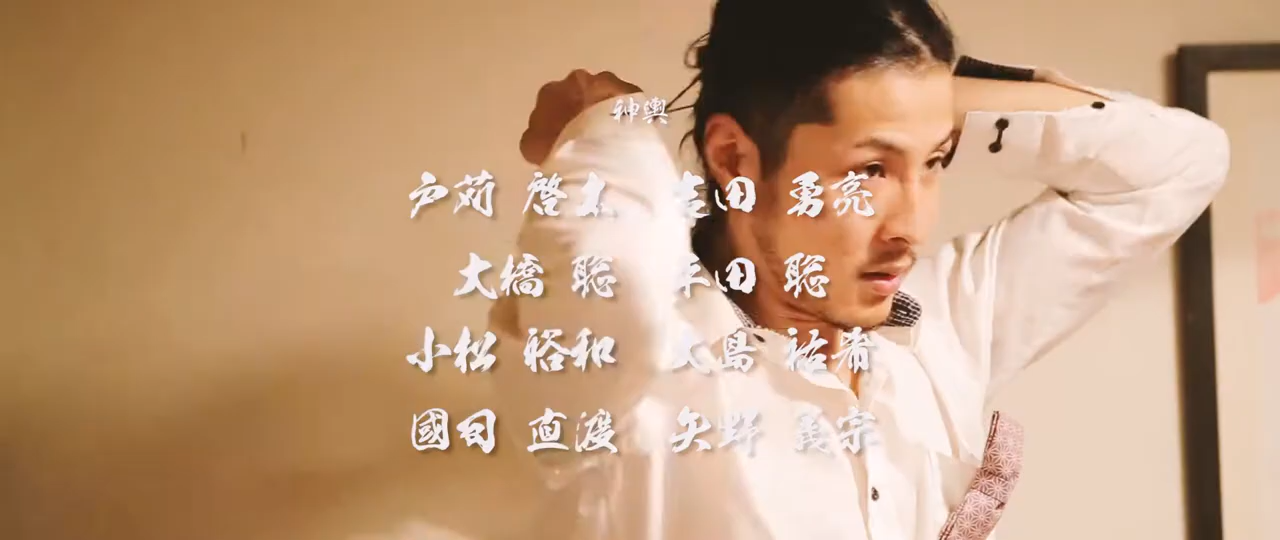 神輿
戸苅 啓太 吉田 勇亮
大橋 聡 平田 聡
小松 裕和 大島 祐希
國司 直渡 矢野 義宗